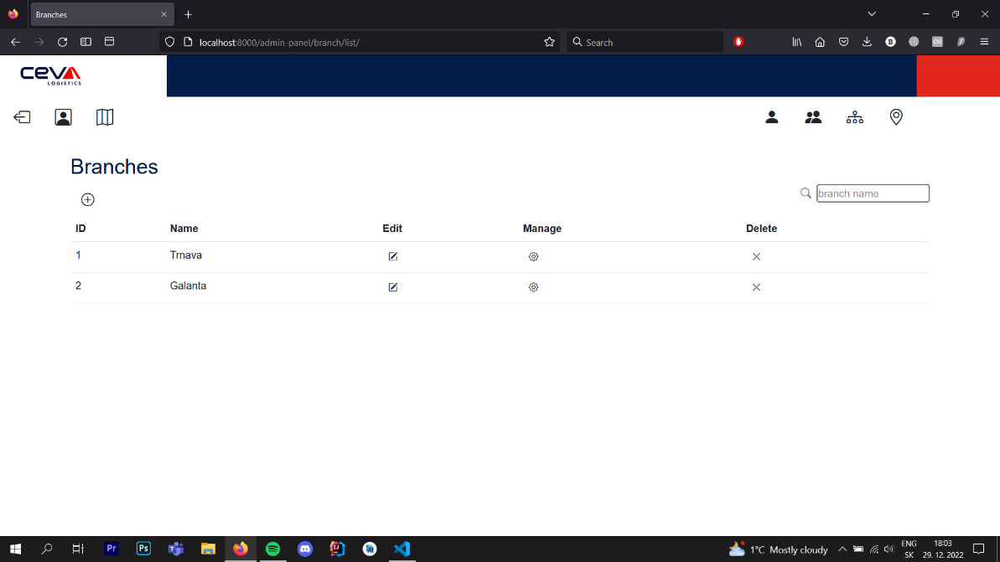 Branches
localhost:8000/admin-panel/branch/list/
Search
CEVA
LOGISTICS
Branches
branch name
ID Name Edit Manage Delete
1 Trnava
2 Galanta
1°C Mostly cloudy
ENG
SK
18:03
29. 12. 2022